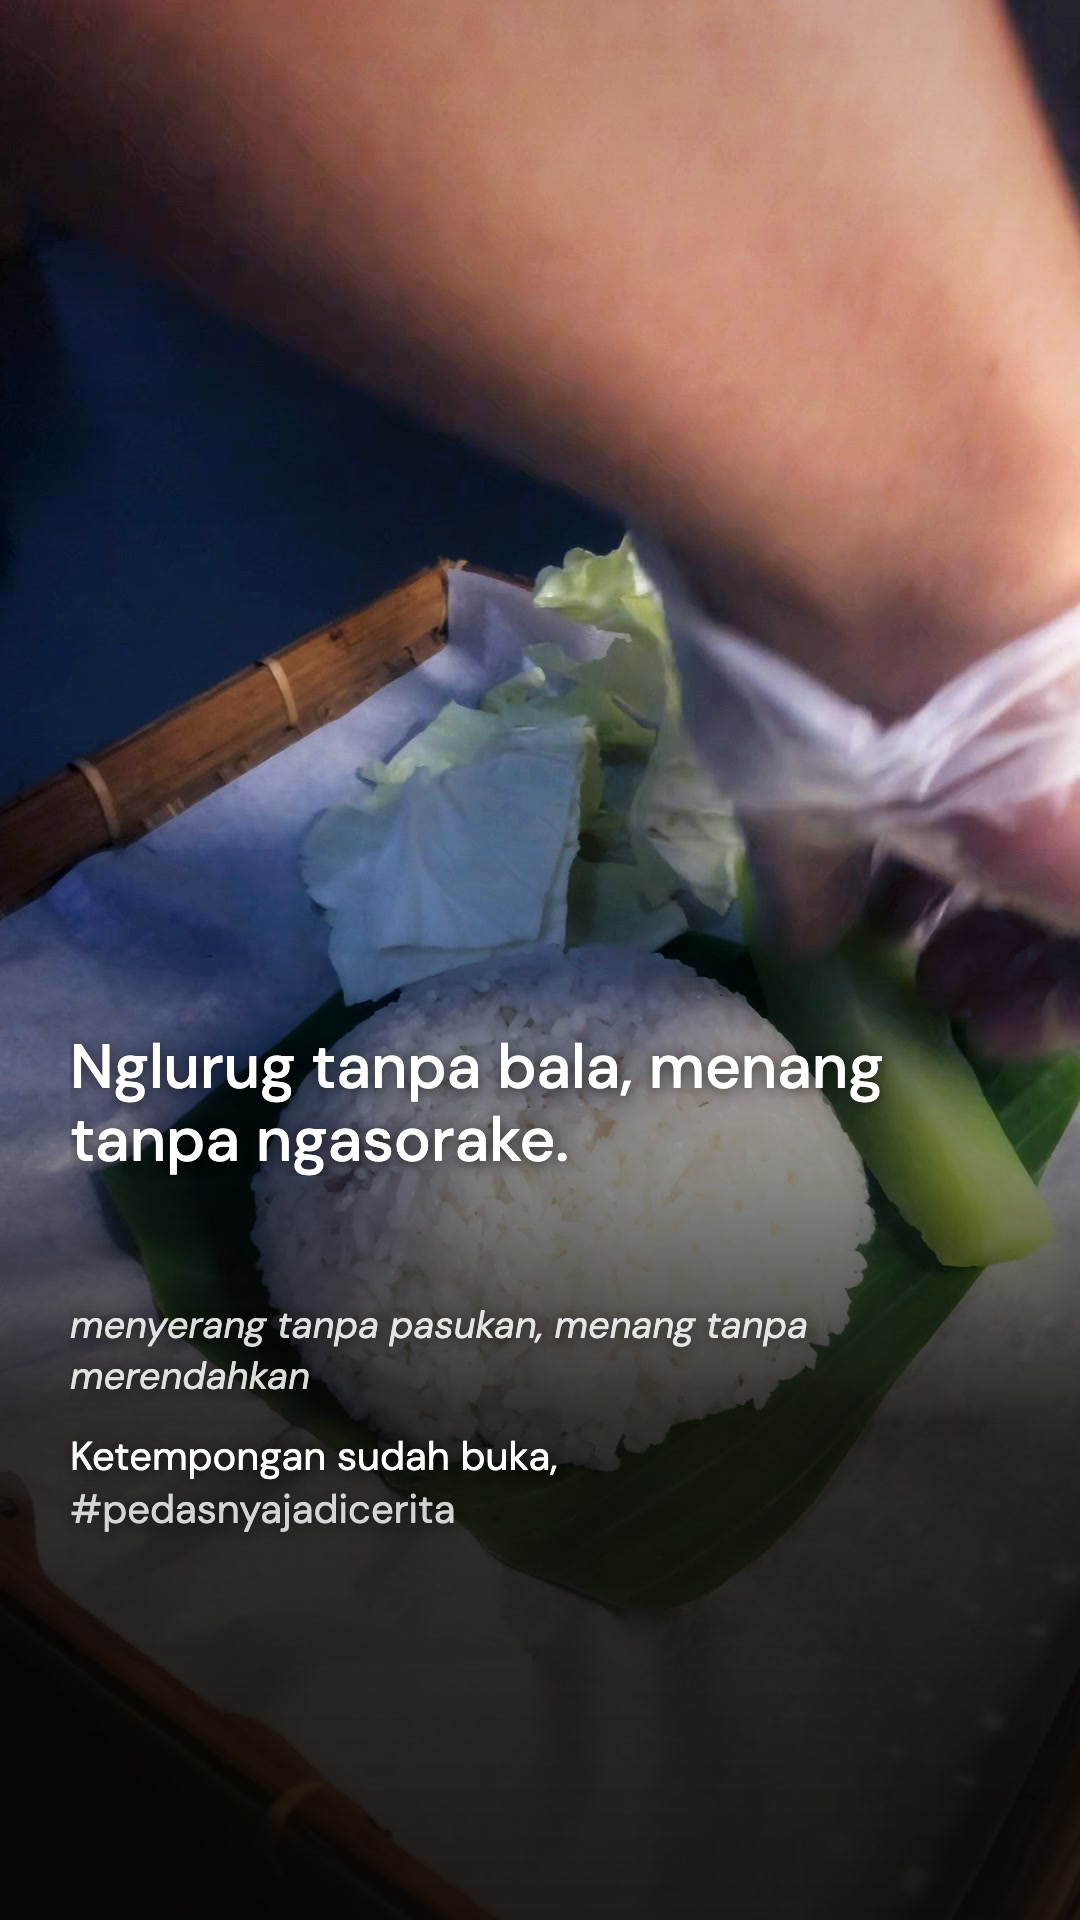 Nglurug tanpa bala, menang
tanpa ngasorake.
menyerang tanpa pasukan, menang tanpa
merendahkan
Ketempongan sudah buka,
#pedasnyajadicerita